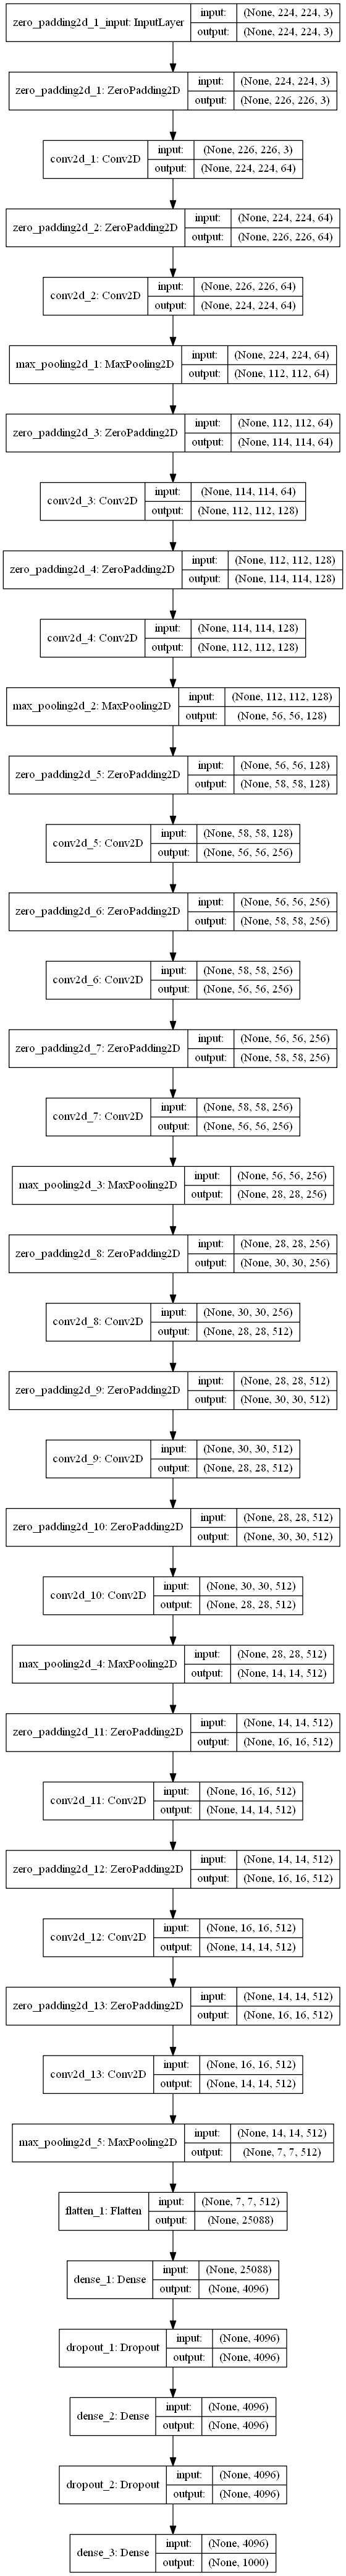 zero_padding2d_1_input: InputLayer input: (None, 224, 224, 3)
output: (None, 224, 224, 3)
zero_padding2d_1: ZeroPadding2D input: (None, 224, 224, 3)
output: (None, 226, 226, 3)
conv2d_1: Conv2D input: (None, 226, 226, 3)
output: (None, 224, 224, 64)
zero_padding2d_2: ZeroPadding2D input: (None, 224, 224, 64)
output: (None, 226, 226, 64)
conv2d_2: Conv2D input: (None, 226, 226, 64)
output: (None, 224, 224, 64)
max_pooling2d_1: MaxPooling2D input: (None, 224, 224, 64)
output: (None, 112, 112, 64)
zero_padding2d_3: ZeroPadding2D input: (None, 112, 112, 64)
output: (None, 114, 114, 64)
conv2d_3: Conv2D input: (None, 114, 114, 64)
output: (None, 112, 112, 128)
zero_padding2d_4: ZeroPadding2D input: (None, 112, 112, 128)
output: (None, 114, 114, 128)
conv2d_4: Conv2D input: (None, 114, 114, 128)
output: (None, 112, 112, 128)
max_pooling2d_2: MaxPooling2D input: (None, 112, 112, 128)
output: (None, 56, 56, 128)
zero_padding2d_5: ZeroPadding2D input: (None, 56, 56, 128)
output: (None, 58, 58, 128)
conv2d_5: Conv2D input: (None, 58, 58, 128)
output: (None, 56, 56, 256)
zero_padding2d_6: ZeroPadding2D input: (None, 56, 56, 256)
output: (None, 58, 58, 256)
conv2d_6: Conv2D input: (None, 58, 58, 256)
output: (None, 56, 56, 256)
zero_padding2d_7: ZeroPadding2D input: (None, 56, 56, 256)
output: (None, 58, 58, 256)
conv2d_7: Conv2D input: (None, 58, 58, 256)
output: (None, 56, 56, 256)
max_pooling2d_3: MaxPooling2D input: (None, 56, 56, 256)
output: (None, 28, 28, 256)
zero_padding2d_8: ZeroPadding2D input: (None, 28, 28, 256)
output: (None, 30, 30, 256)
conv2d_8: Conv2D input: (None, 30, 30, 256)
output: (None, 28, 28, 512)
zero_padding2d_9: ZeroPadding2D input: (None, 28, 28, 512)
output: (None, 30, 30, 512)
conv2d_9: Conv2D input: (None, 30, 30, 512)
output: (None, 28, 28, 512)
zero_padding2d_10: ZeroPadding2D input: (None, 28, 28, 512)
output: (None, 30, 30, 512)
conv2d_10: Conv2D input: (None, 30, 30, 512)
output: (None, 28, 28, 512)
max_pooling2d_4: MaxPooling2D input: (None, 28, 28, 512)
output: (None, 14, 14, 512)
zero_padding2d_11: ZeroPadding2D input: (None, 14, 14, 512)
output: (None, 16, 16, 512)
conv2d_11: Conv2D input: (None, 16, 16, 512)
output: (None, 14, 14, 512)
zero_padding2d_12: ZeroPadding2D input: (None, 14, 14, 512)
output: (None, 16, 16, 512)
conv2d_12: Conv2D input: (None, 16, 16, 512)
output: (None, 14, 14, 512)
zero_padding2d_13: ZeroPadding2D input: (None, 14, 14, 512)
output: (None, 16, 16, 512)
conv2d_13: Conv2D input: (None, 16, 16, 512)
output: (None, 14, 14, 512)
max_pooling2d_5: MaxPooling2D input: (None, 14, 14, 512)
output: (None, 7, 7, 512)
flatten_1: Flatten input: (None, 7, 7, 512)
output: (None, 25088)
dense_1: Dense input: (None, 25088)
output: (None, 4096)
dropout_1: Dropout input: (None, 4096)
output: (None, 4096)
dense_2: Dense input: (None, 4096)
output: (None, 4096)
dropout_2: Dropout input: (None, 4096)
output: (None, 4096)
dense_3: Dense input: (None, 4096)
output: (None, 1000)